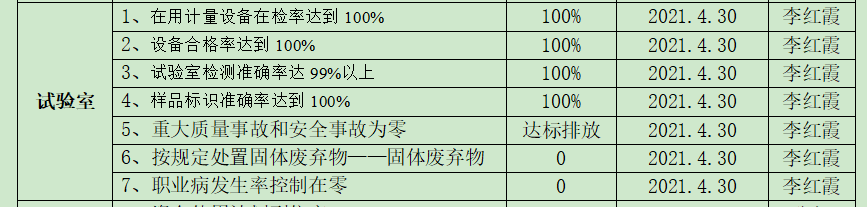 1、在用计量设备在检率达到100% 100% 2021.4.30 李红霞
2、设备合格率达到100% 100% 2021.4.30 李红霞
3、试验室检测准确率达99%以上 100% 2021.4.30 李红霞
试验室 4、样品标识准确率达到100% 100% 2021.4.30 李红霞
5、重大质量事故和安全事故为零 达标排放 2021.4.30 李红霞
6、按规定处置固体废弃物——固体废弃物 0 2021.4.30 李红霞
7、职业病发生率控制在零 0 2021.4.30 李红霞